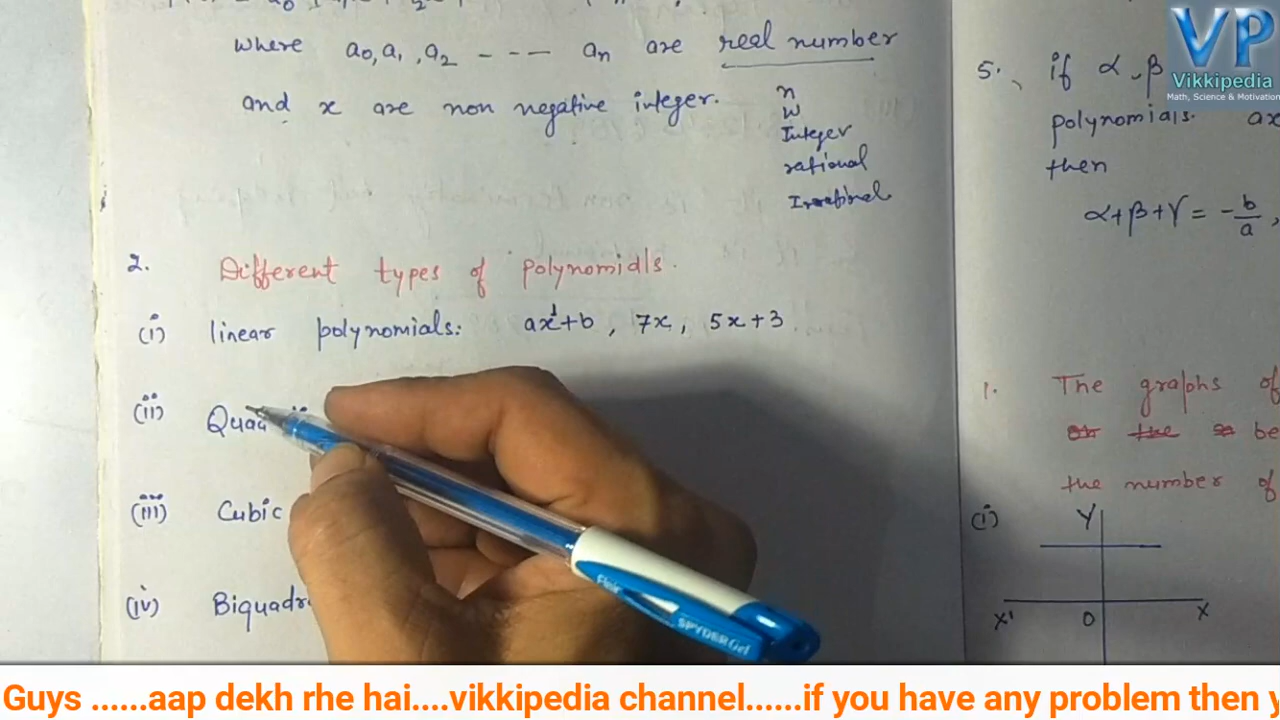 where a0, a1, a2 - - - an are real number
and x are non negative integer.
n
w
Integer
rational
2. Different types of polynomials.
(i) linear polynomials: ax¹+b, 7x, 5x+3
(ii)
(iii) Cubic
(iv)
VP
Vikkipedia
Math, Science & Motivation
5. if α, β
polynomials. ax
then
α+β+γ = -b/a,
1. The graphs of
be
the number of
(i) Y
X' O X
Guys ......aap dekh rhe hai....vikkipedia channel......if you have any problem then y